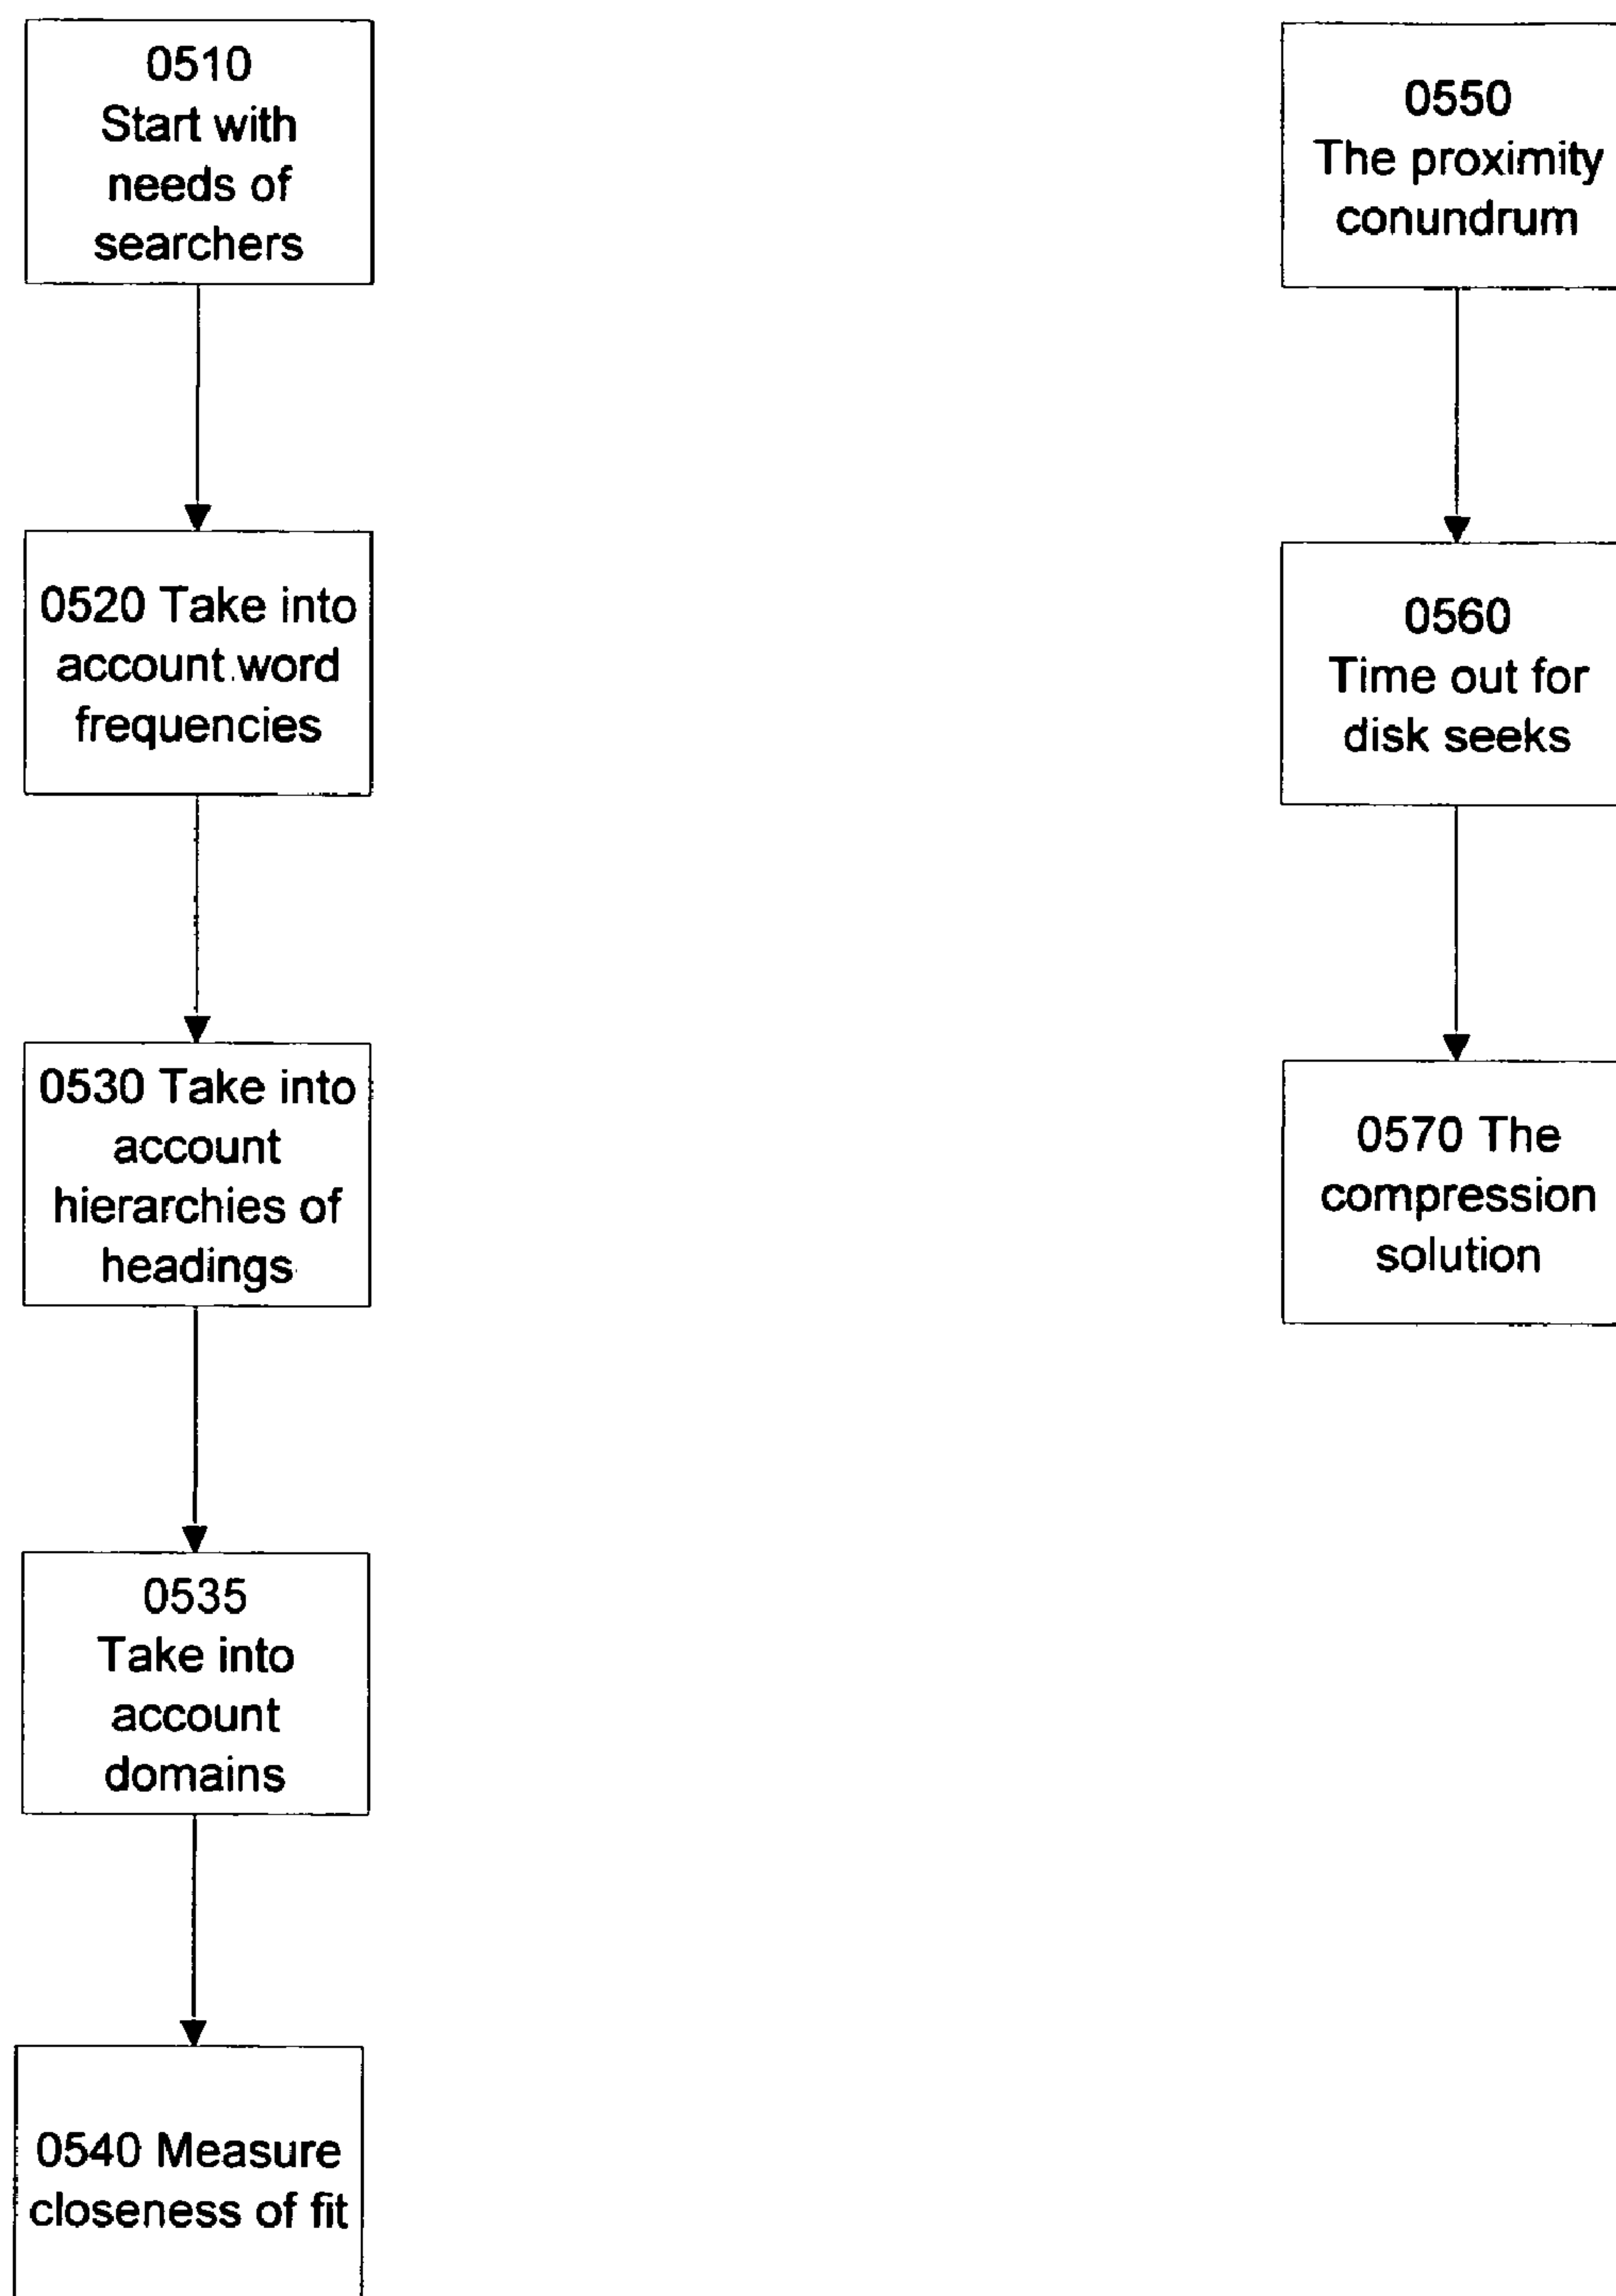 0510
Start with
needs of
searchers
0520 Take into
account word
frequencies
0530 Take into
account
hierarchies of
headings
0535
Take into
account
domains
0540 Measure
closeness of fit
0550
The proximity
conundrum
0560
Time out for
disk seeks
0570 The
compression
solution